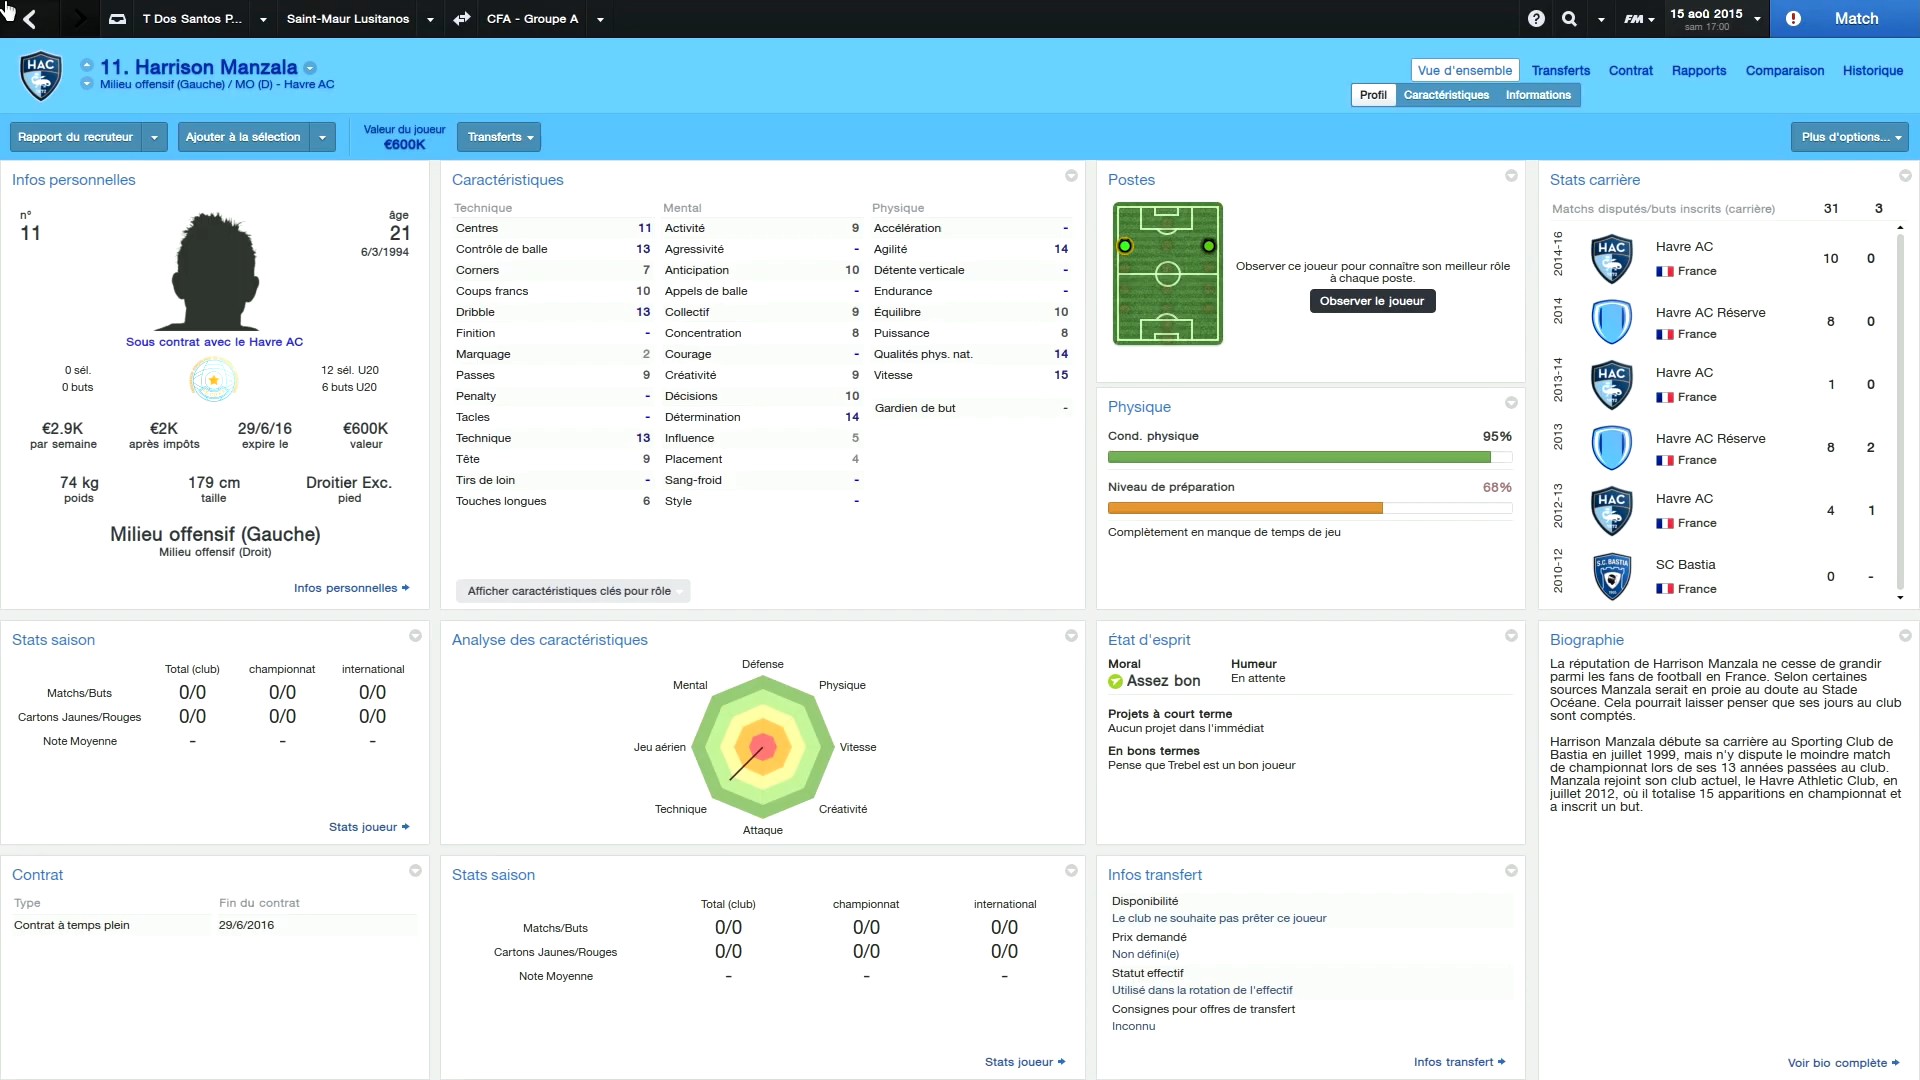 T Dos Santos P...
Saint-Maur Lusitanos
CFA - Groupe A
FM
15 aoû 2015
sam 17:00
Match
HAC
11. Harrison Manzala
Milieu offensif (Gauche) / MO (D) - Havre AC
Vue d'ensemble
Transferts
Contrat
Rapports
Comparaison
Historique
Profil
Caractéristiques
Informations
Rapport du recruteur
Ajouter à la sélection
Valeur du joueur
€600K
Transferts
Plus d'options...
Infos personnelles
n°
11
âge
21
6/3/1994
Sous contrat avec le Havre AC
0 sél.
0 buts
12 sél. U20
6 buts U20
€2.9K
par semaine
€2K
après impôts
29/6/16
expire le
€600K
valeur
74 kg
poids
179 cm
taille
Droitier Exc.
pied
Milieu offensif (Gauche)
Milieu offensif (Droit)
Infos personnelles
Caractéristiques
Technique Mental Physique
Centres 11 Activité 9 Accélération -
Contrôle de balle 13 Agressivité - Agilité 14
Corners 7 Anticipation 10 Détente verticale -
Coups francs 10 Appels de balle - Endurance -
Dribble 13 Collectif 9 Équilibre 10
Finition - Concentration 8 Puissance 8
Marquage 2 Courage - Qualités phys. nat. 14
Passes 9 Créativité 9 Vitesse 15
Penalty - Décisions 10
Gardien de but -
Tacles - Détermination 14
Technique 13 Influence 5
Tête 9 Placement 4
Tirs de loin - Sang-froid -
Touches longues 6 Style -
Afficher caractéristiques clés pour rôle
Postes
Observer ce joueur pour connaître son meilleur rôle
à chaque poste.
Observer le joueur
Physique
Cond. physique 95%
Niveau de préparation 68%
Complètement en manque de temps de jeu
Stats carrière
Matchs disputés/buts inscrits (carrière) 31 3
2014-16 HAC Havre AC France 10 0
2014 Havre AC Réserve France 8 0
2013-14 HAC Havre AC France 1 0
2013 Havre AC Réserve France 8 2
2012-13 HAC Havre AC France 4 1
2010-12 S.C. BASTIA SC Bastia France 0 -
Stats saison
Total (club) championnat international
Matchs/Buts 0/0 0/0 0/0
Cartons Jaunes/Rouges 0/0 0/0 0/0
Note Moyenne - - -
Stats joueur
Analyse des caractéristiques
Défense
Mental
Physique
Jeu aérien
Vitesse
Technique
Créativité
Attaque
État d'esprit
Moral
Assez bon
Humeur
En attente
Projets à court terme
Aucun projet dans l'immédiat
En bons termes
Pense que Trebel est un bon joueur
Biographie
La réputation de Harrison Manzala ne cesse de grandir
parmi les fans de football en France. Selon certaines
sources Manzala serait en proie au doute au Stade
Océane. Cela pourrait laisser penser que ses jours au club
sont comptés.
Harrison Manzala débute sa carrière au Sporting Club de
Bastia en juillet 1999, mais n'y dispute le moindre match
de championnat lors de ses 13 années passées au club.
Manzala rejoint son club actuel, le Havre Athletic Club, en
juillet 2012, où il totalise 15 apparitions en championnat et
a inscrit un but.
Voir bio complète
Contrat
Type Fin du contrat
Contrat à temps plein 29/6/2016
Stats saison
Total (club) championnat international
Matchs/Buts 0/0 0/0 0/0
Cartons Jaunes/Rouges 0/0 0/0 0/0
Note Moyenne - - -
Stats joueur
Infos transfert
Disponibilité
Le club ne souhaite pas prêter ce joueur
Prix demandé
Non défini(e)
Statut effectif
Utilisé dans la rotation de l'effectif
Consignes pour offres de transfert
Inconnu
Infos transfert